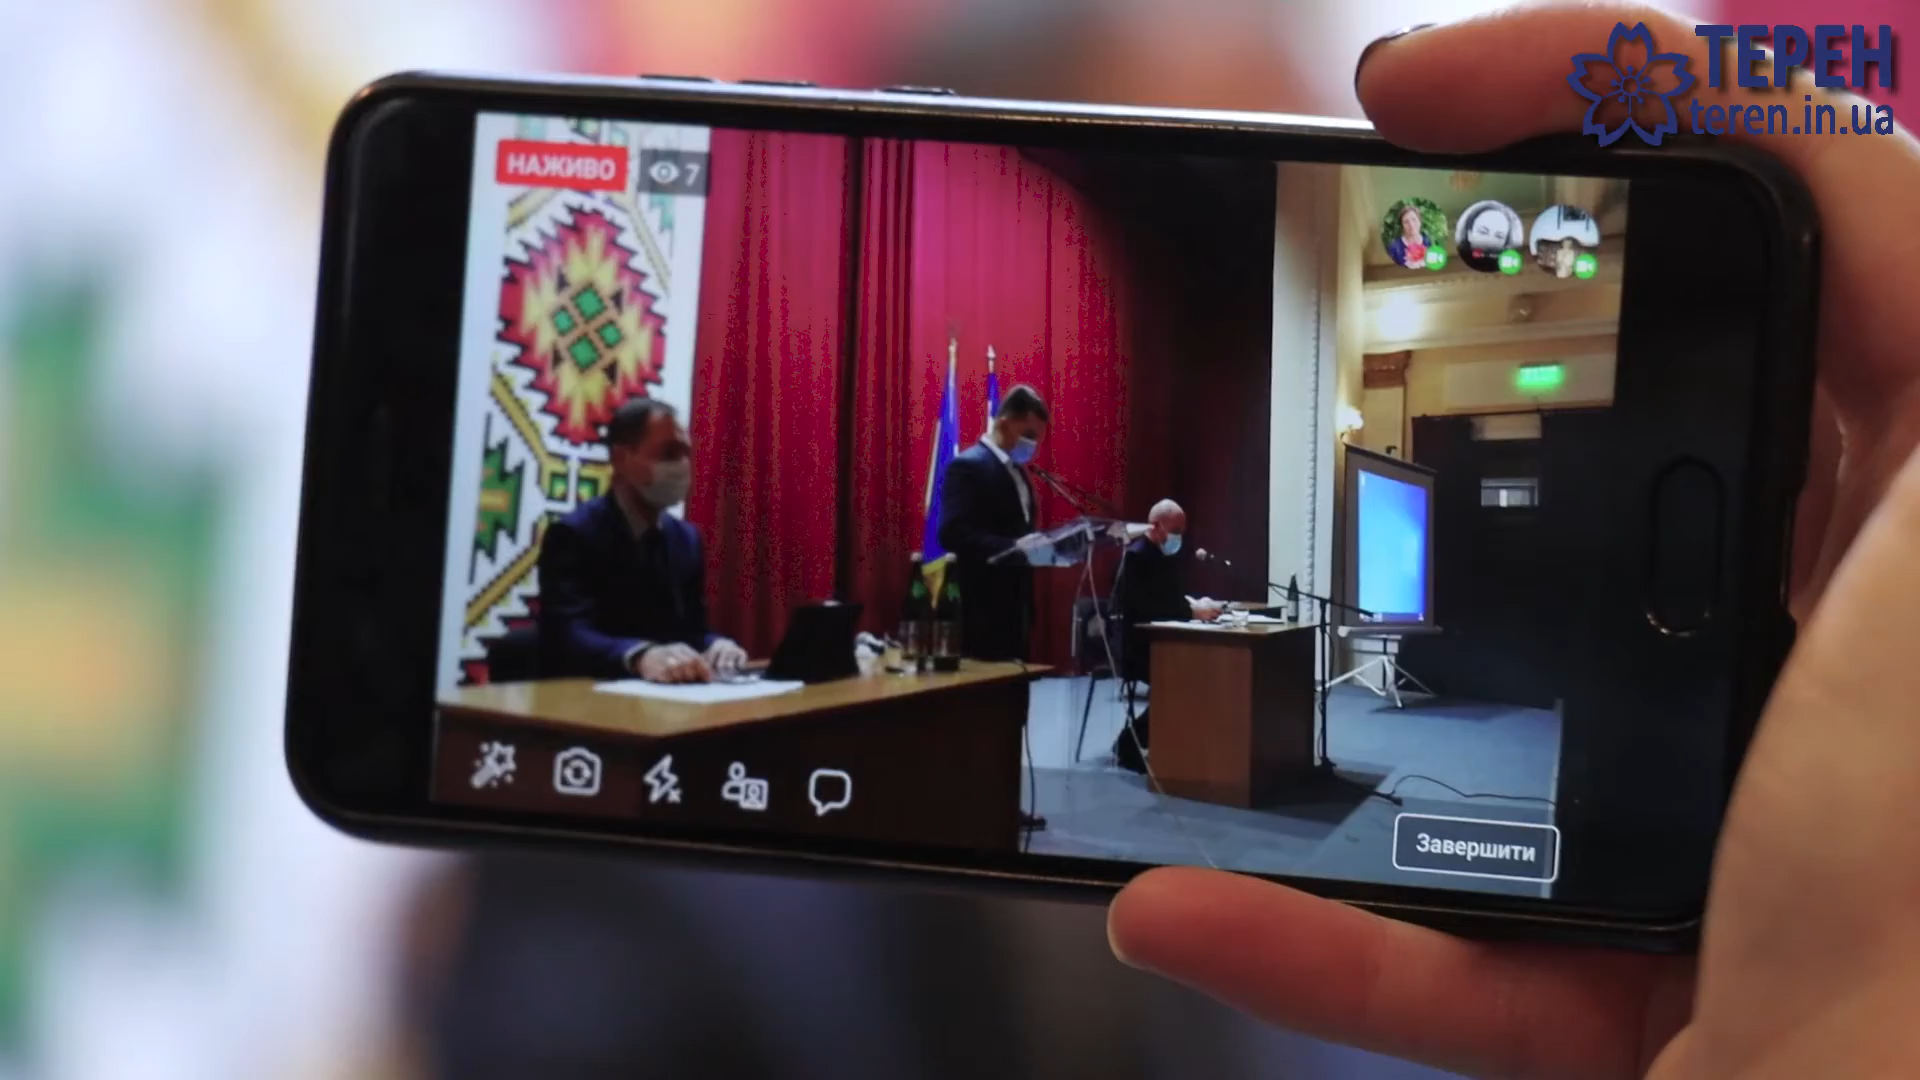 ТЕРЕН
teren.in.ua
НАЖИВО
7
Завершити